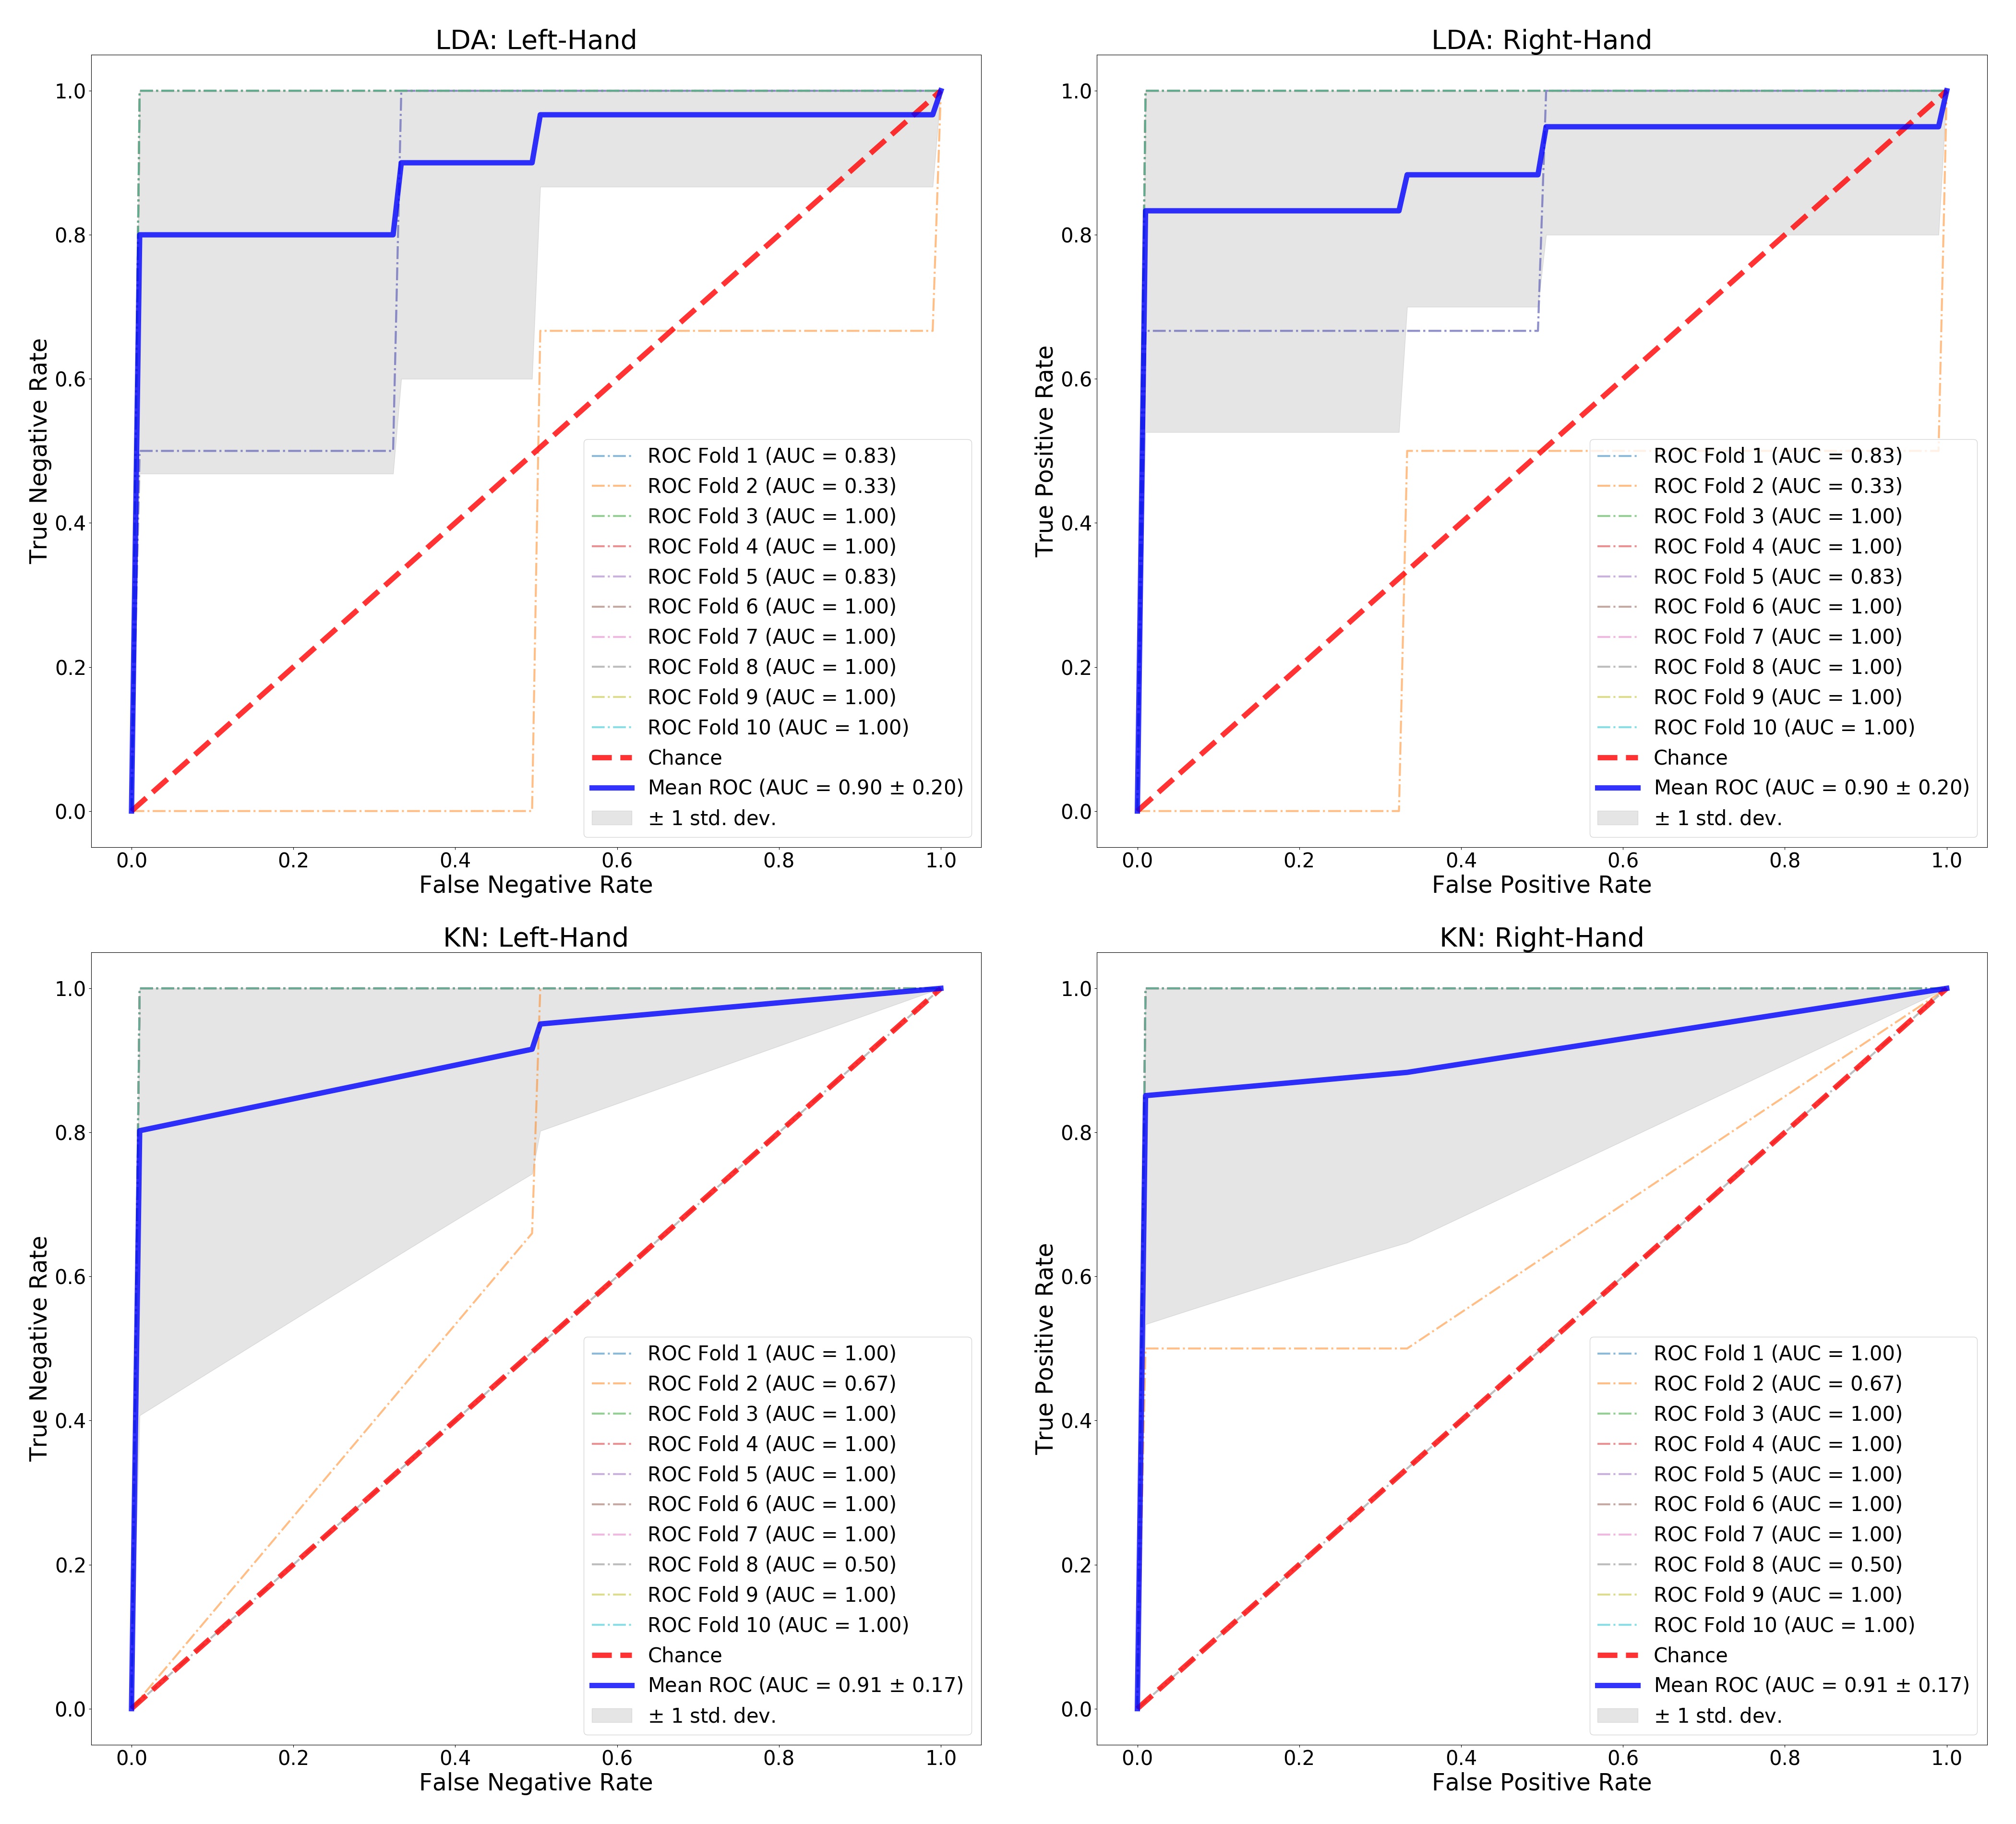 LDA: Left-Hand
True Negative Rate
1.0
0.8
0.6
0.4
0.2
0.0
ROC Fold 1 (AUC = 0.83)
ROC Fold 2 (AUC = 0.33)
ROC Fold 3 (AUC = 1.00)
ROC Fold 4 (AUC = 1.00)
ROC Fold 5 (AUC = 0.83)
ROC Fold 6 (AUC = 1.00)
ROC Fold 7 (AUC = 1.00)
ROC Fold 8 (AUC = 1.00)
ROC Fold 9 (AUC = 1.00)
ROC Fold 10 (AUC = 1.00)
Chance
Mean ROC (AUC = 0.90 ± 0.20)
± 1 std. dev.
0.0 0.2 0.4 0.6 0.8 1.0
False Negative Rate
LDA: Right-Hand
True Positive Rate
1.0
0.8
0.6
0.4
0.2
0.0
ROC Fold 1 (AUC = 0.83)
ROC Fold 2 (AUC = 0.33)
ROC Fold 3 (AUC = 1.00)
ROC Fold 4 (AUC = 1.00)
ROC Fold 5 (AUC = 0.83)
ROC Fold 6 (AUC = 1.00)
ROC Fold 7 (AUC = 1.00)
ROC Fold 8 (AUC = 1.00)
ROC Fold 9 (AUC = 1.00)
ROC Fold 10 (AUC = 1.00)
Chance
Mean ROC (AUC = 0.90 ± 0.20)
± 1 std. dev.
0.0 0.2 0.4 0.6 0.8 1.0
False Positive Rate
KN: Left-Hand
True Negative Rate
1.0
0.8
0.6
0.4
0.2
0.0
ROC Fold 1 (AUC = 1.00)
ROC Fold 2 (AUC = 0.67)
ROC Fold 3 (AUC = 1.00)
ROC Fold 4 (AUC = 1.00)
ROC Fold 5 (AUC = 1.00)
ROC Fold 6 (AUC = 1.00)
ROC Fold 7 (AUC = 1.00)
ROC Fold 8 (AUC = 0.50)
ROC Fold 9 (AUC = 1.00)
ROC Fold 10 (AUC = 1.00)
Chance
Mean ROC (AUC = 0.91 ± 0.17)
± 1 std. dev.
0.0 0.2 0.4 0.6 0.8 1.0
False Negative Rate
KN: Right-Hand
True Positive Rate
1.0
0.8
0.6
0.4
0.2
0.0
ROC Fold 1 (AUC = 1.00)
ROC Fold 2 (AUC = 0.67)
ROC Fold 3 (AUC = 1.00)
ROC Fold 4 (AUC = 1.00)
ROC Fold 5 (AUC = 1.00)
ROC Fold 6 (AUC = 1.00)
ROC Fold 7 (AUC = 1.00)
ROC Fold 8 (AUC = 0.50)
ROC Fold 9 (AUC = 1.00)
ROC Fold 10 (AUC = 1.00)
Chance
Mean ROC (AUC = 0.91 ± 0.17)
± 1 std. dev.
0.0 0.2 0.4 0.6 0.8 1.0
False Positive Rate